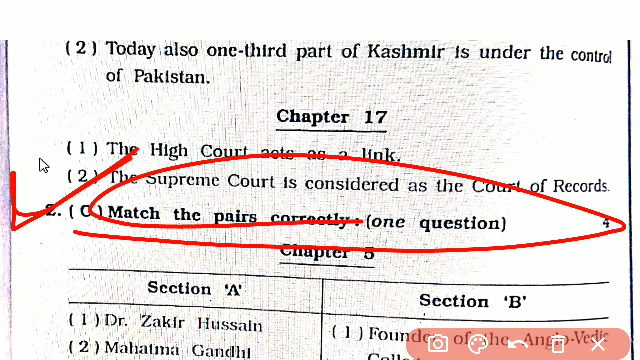 ( 2 ) Today also one-third part of Kashmir is under the control
of Pakistan.
Chapter 17
( 1 ) The High Court acts as a link.
( 2 ) The Supreme Court is considered as the Court of Records.
2. ( C ) Match the pairs correctly : (one question) 4
Chapter 5
Section 'A'
Section 'B'
( 1 ) Dr. Zakir Hussain
( 1 ) Founder of the Anglo-Vedic
( 2 ) Mahatma Gandhi